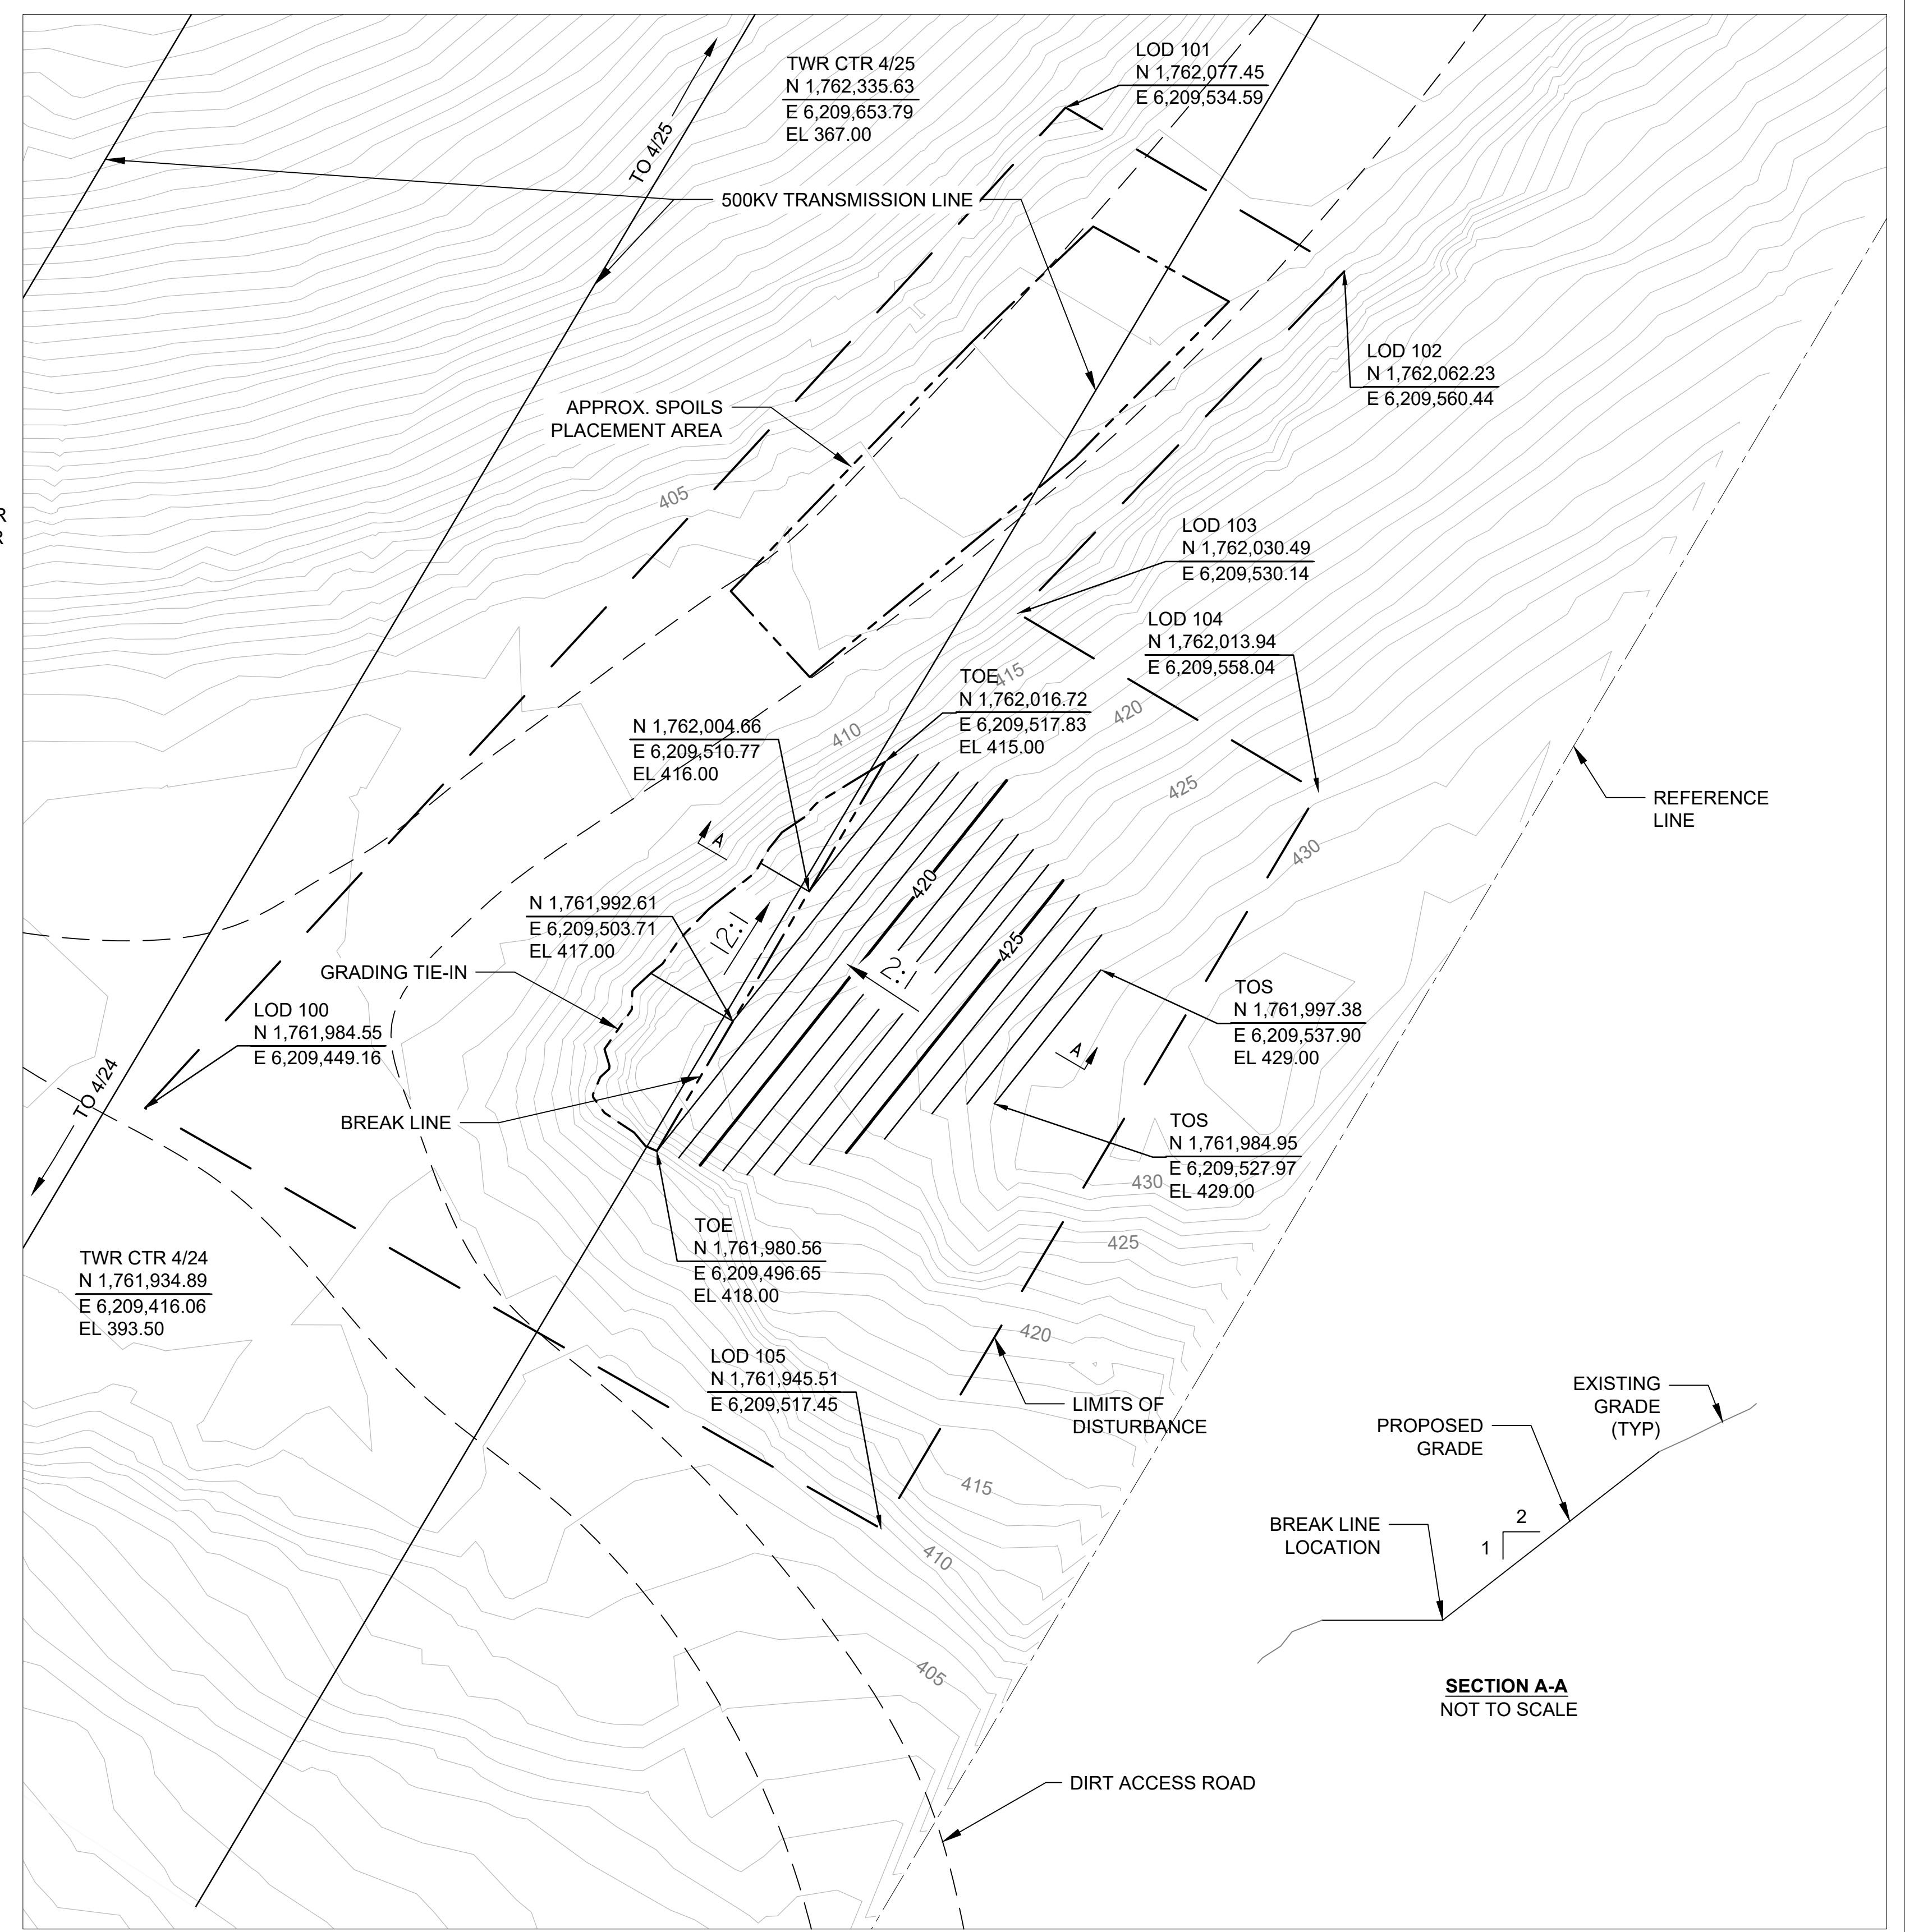 TWR CTR 4/25
N 1,762,335.63
E 6,209,653.79
EL 367.00
LOD 101
N 1,762,077.45
E 6,209,534.59
TO 4/25
500KV TRANSMISSION LINE
LOD 102
N 1,762,062.23
E 6,209,560.44
APPROX. SPOILS
PLACEMENT AREA
405
R
R
LOD 103
N 1,762,030.49
E 6,209,530.14
LOD 104
N 1,762,013.94
E 6,209,558.04
415
TOE
N 1,762,016.72
E 6,209,517.83
EL 415.00
420
410
N 1,762,004.66
E 6,209,510.77
EL 416.00
425
REFERENCE
LINE
A
430
420
N 1,761,992.61
E 6,209,503.71
EL 417.00
12:1
425
2:1
GRADING TIE-IN
LOD 100
N 1,761,984.55
E 6,209,449.16
TOS
N 1,761,997.38
E 6,209,537.90
EL 429.00
A
TO 4/24
BREAK LINE
TOS
N 1,761,984.95
E 6,209,527.97
EL 429.00
430
TOE
N 1,761,980.56
E 6,209,496.65
EL 418.00
425
TWR CTR 4/24
N 1,761,934.89
E 6,209,416.06
EL 393.50
420
LOD 105
N 1,761,945.51
E 6,209,517.45
LIMITS OF
DISTURBANCE
415
410
405
EXISTING
GRADE
(TYP)
PROPOSED
GRADE
2
1
BREAK LINE
LOCATION
SECTION A-A
NOT TO SCALE
DIRT ACCESS ROAD